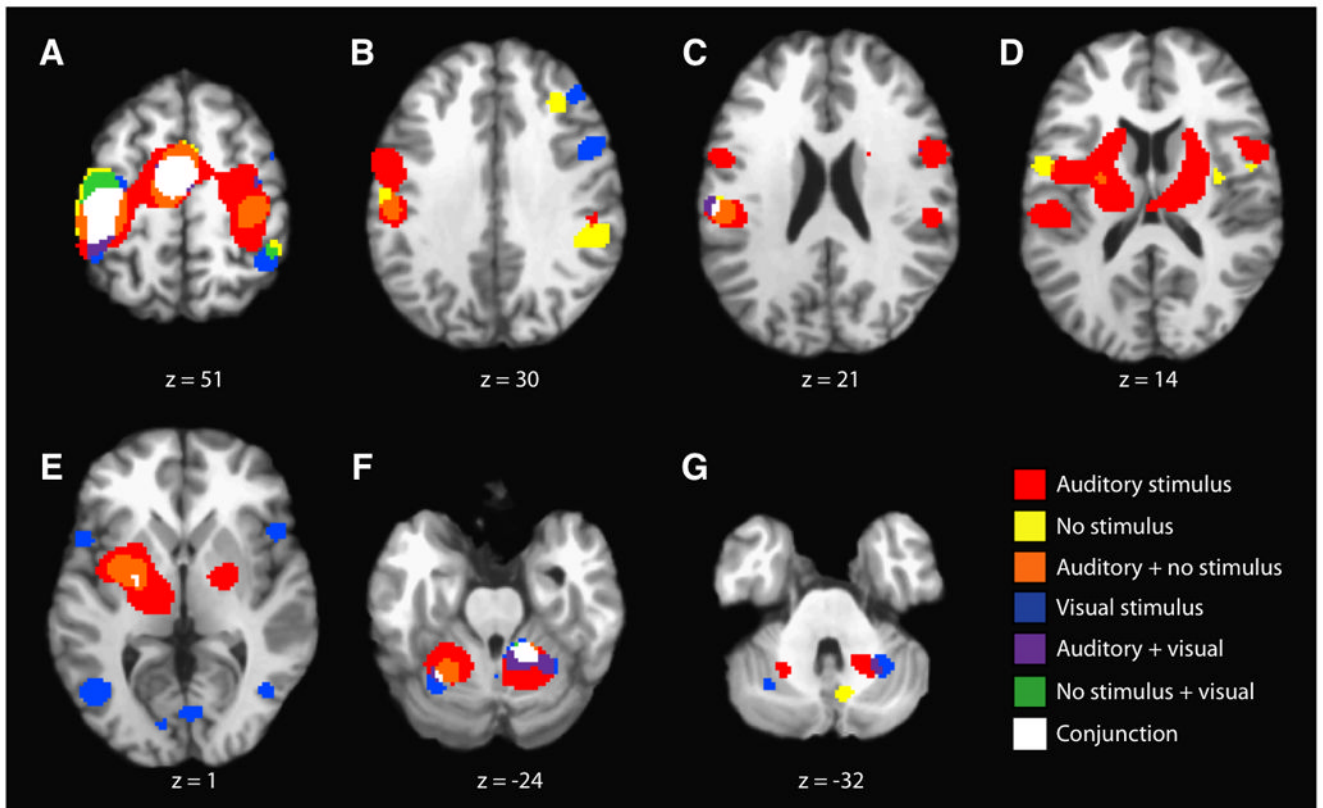 A
B
C
D
z = 51
z = 30
z = 21
z = 14
E
F
G
z = 1
z = -24
z = -32
Auditory stimulus
No stimulus
Auditory + no stimulus
Visual stimulus
Auditory + visual
No stimulus + visual
Conjunction